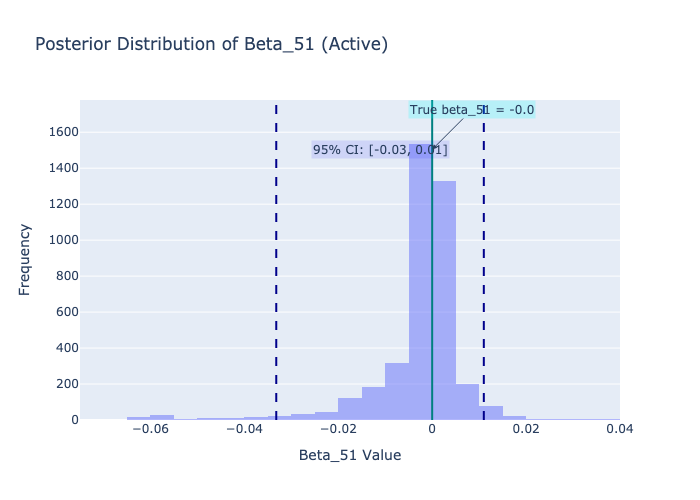 Posterior Distribution of Beta_51 (Active)
True beta_51 = -0.0
95% CI: [-0.03, 0.01]
1600
1400
1200
1000
800
600
400
200
0
Frequency
−0.06 −0.04 −0.02 0 0.02 0.04
Beta_51 Value